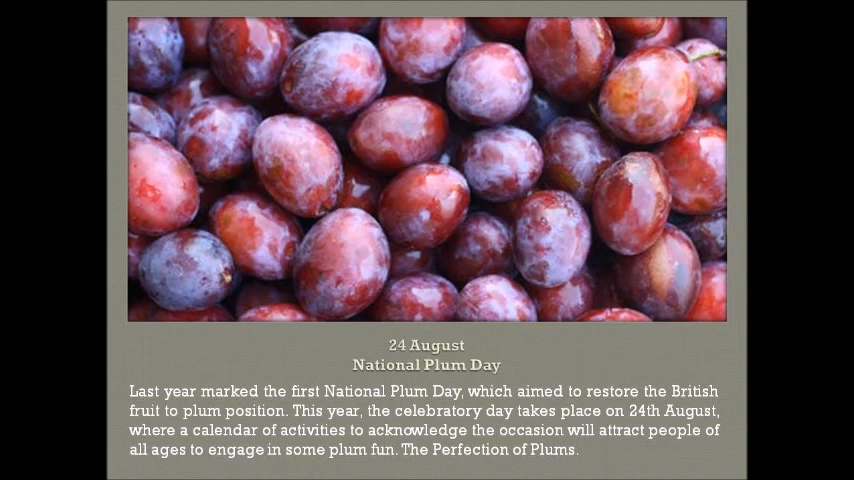 24 August
National Plum Day
Last year marked the first National Plum Day, which aimed to restore the British
fruit to plum position. This year, the celebratory day takes place on 24th August,
where a calendar of activities to acknowledge the occasion will attract people of
all ages to engage in some plum fun. The Perfection of Plums.